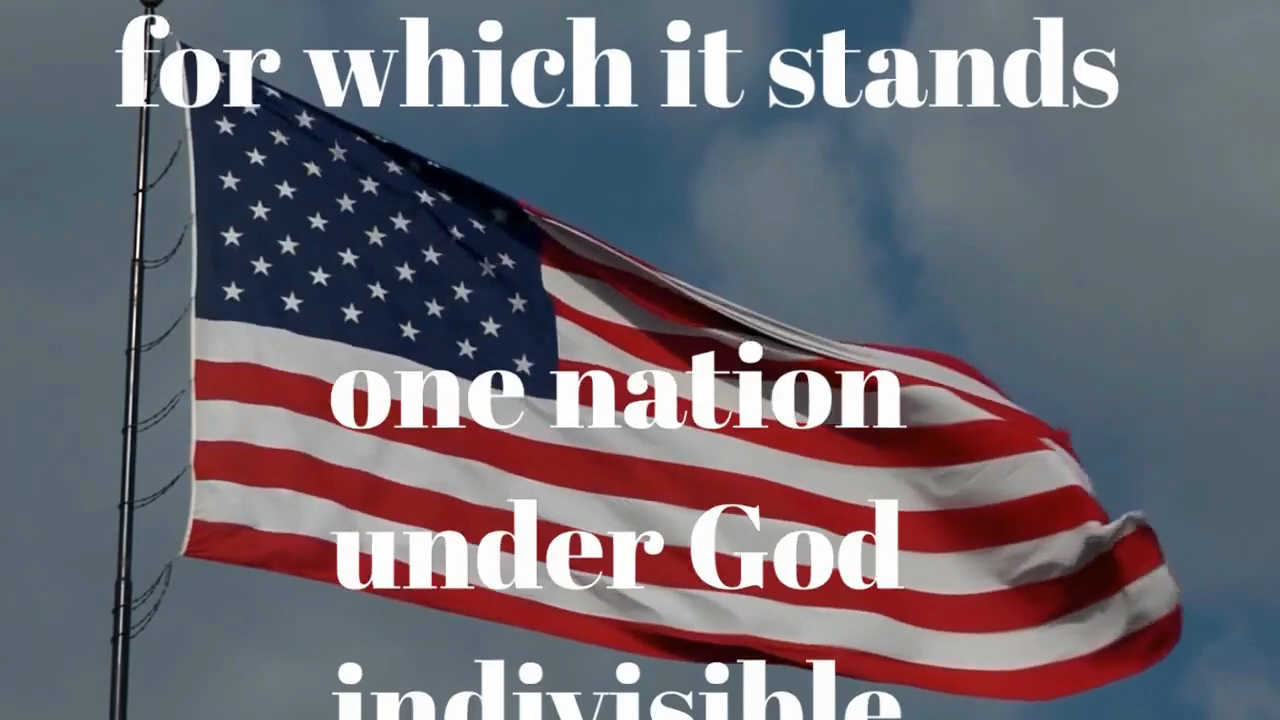 for which it stands
one nation
under God
indivisible